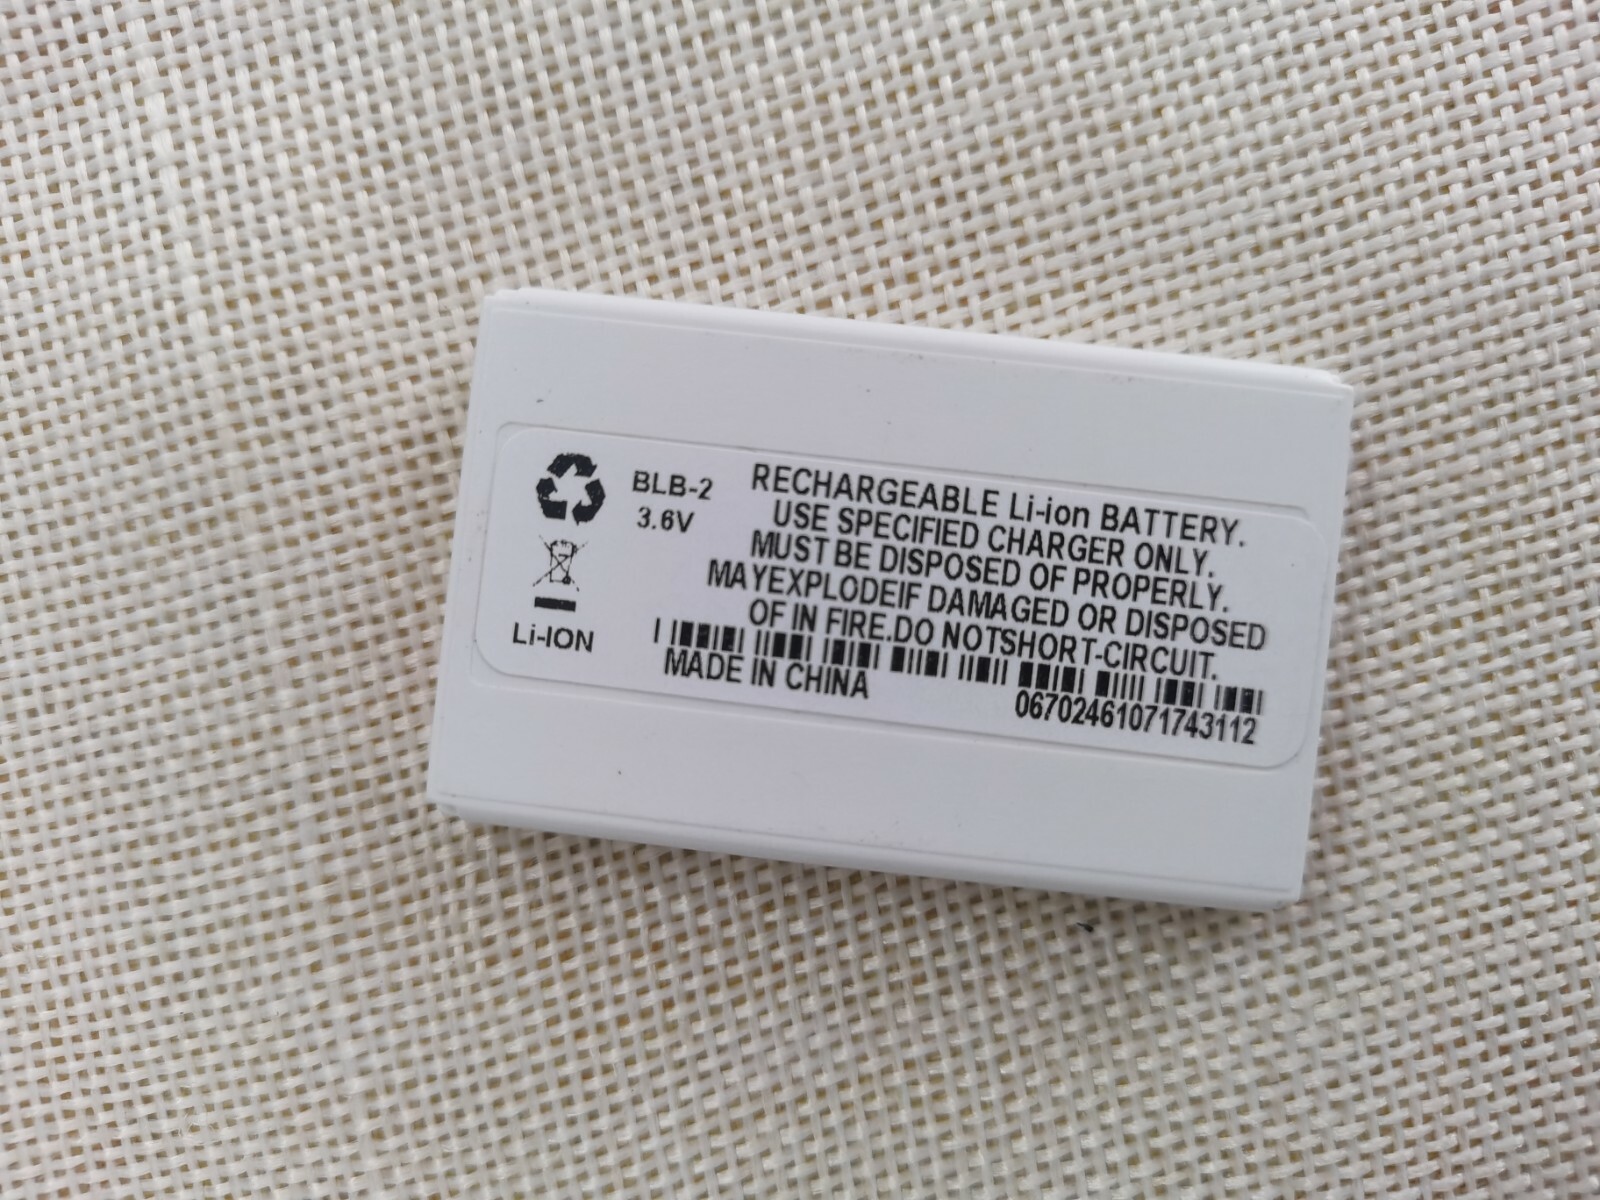 BLB-2
3.6V
Li-ION
RECHARGEABLE Li-ion BATTERY.
USE SPECIFIED CHARGER ONLY.
MUST BE DISPOSED OF PROPERLY.
MAYEXPLODEIF DAMAGED OR DISPOSED
OF IN FIRE.DO NOTSHORT-CIRCUIT.
MADE IN CHINA
06702461071743112